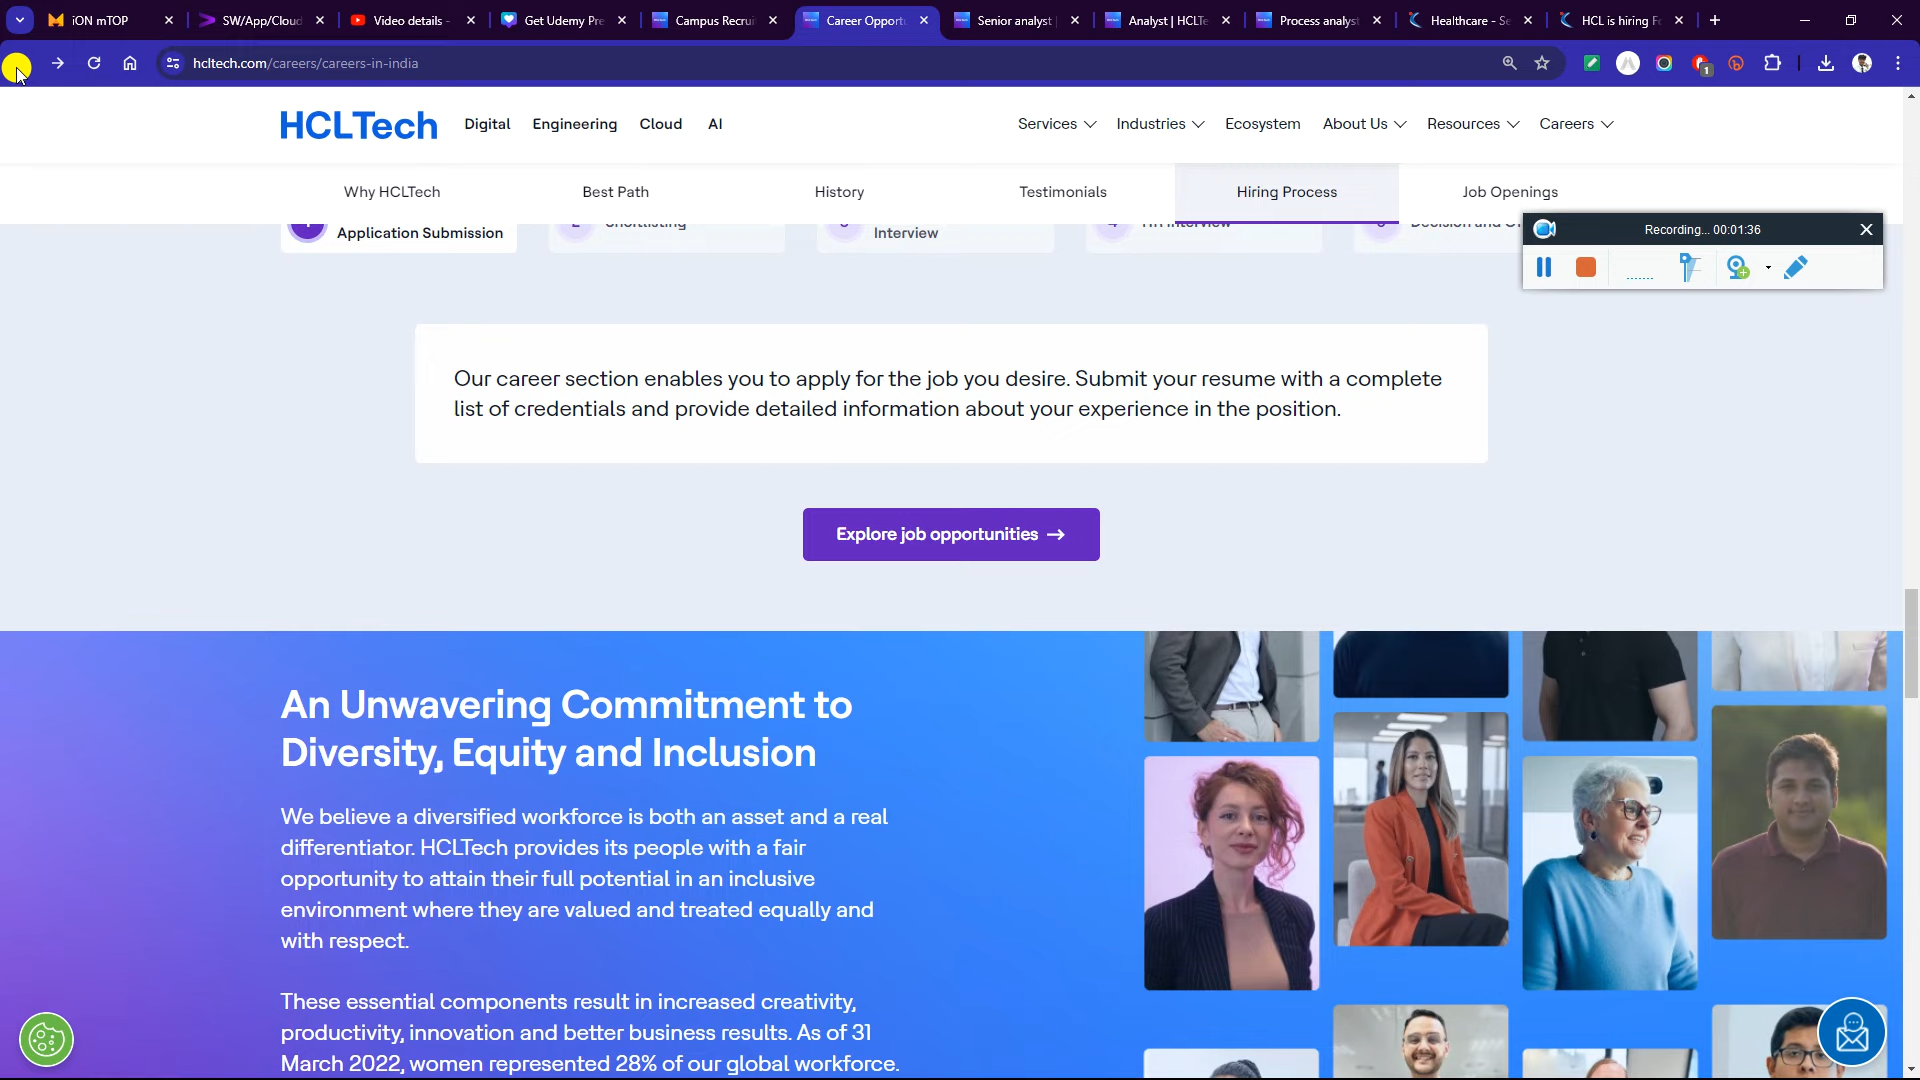 iON mTOP
SW/App/Cloud
Video details -
Get Udemy Pre
Campus Recrui
Career Opport
Senior analyst
Analyst | HCLTe
Process analyst
Healthcare - Se
HCL is hiring F
hcltech.com/careers/careers-in-india
1
HCLTech
Digital
Engineering
Cloud
AI
Services
Industries
Ecosystem
About Us
Resources
Careers
Why HCLTech
Best Path
History
Testimonials
Hiring Process
Job Openings
Recording... 00:01:36
Application Submission
Shortlisting
Interview
HR Interview
Our career section enables you to apply for the job you desire. Submit your resume with a complete
list of credentials and provide detailed information about your experience in the position.
Explore job opportunities →
An Unwavering Commitment to
Diversity, Equity and Inclusion
We believe a diversified workforce is both an asset and a real
differentiator. HCLTech provides its people with a fair
opportunity to attain their full potential in an inclusive
environment where they are valued and treated equally and
with respect.
These essential components result in increased creativity,
productivity, innovation and better business results. As of 31
March 2022, women represented 28% of our global workforce.